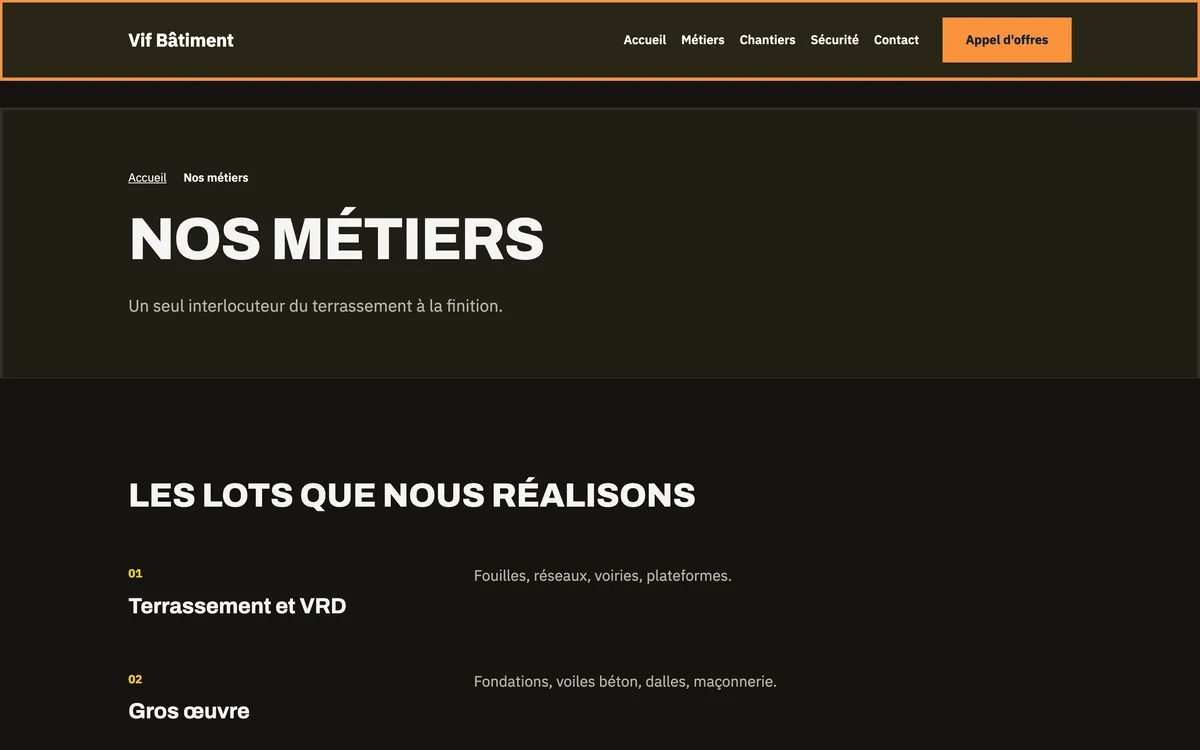 Vif Bâtiment
Accueil Métiers Chantiers Sécurité Contact Appel d'offres
Accueil Nos métiers
NOS MÉTIERS
Un seul interlocuteur du terrassement à la finition.
LES LOTS QUE NOUS RÉALISONS
01
Terrassement et VRD
Fouilles, réseaux, voiries, plateformes.
02
Gros œuvre
Fondations, voiles béton, dalles, maçonnerie.